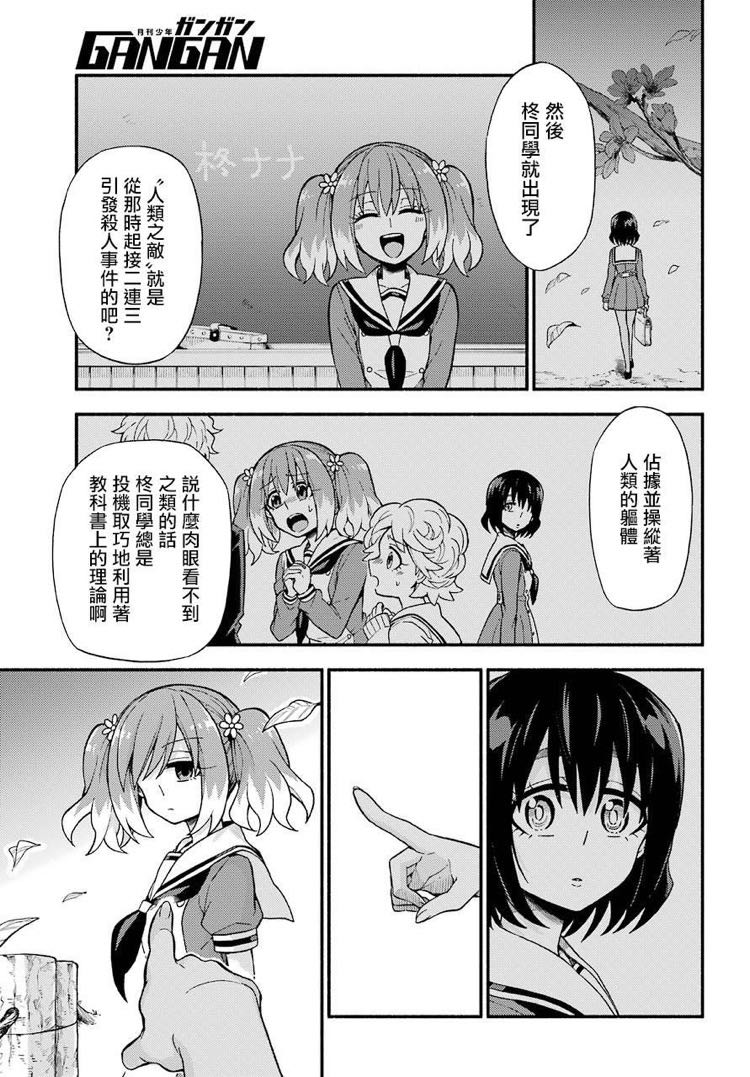 月刊少年
ガンガン
GANGAN
然後
柊同學就出現了
柊ナナ
〝人類之敵〞就是
從那時起接二連三
引發殺人事件的吧？
佔據並操縱著
人類的軀體
說什麼肉眼看不到
之類的話
柊同學總是
投機取巧地利用著
教科書上的理論啊